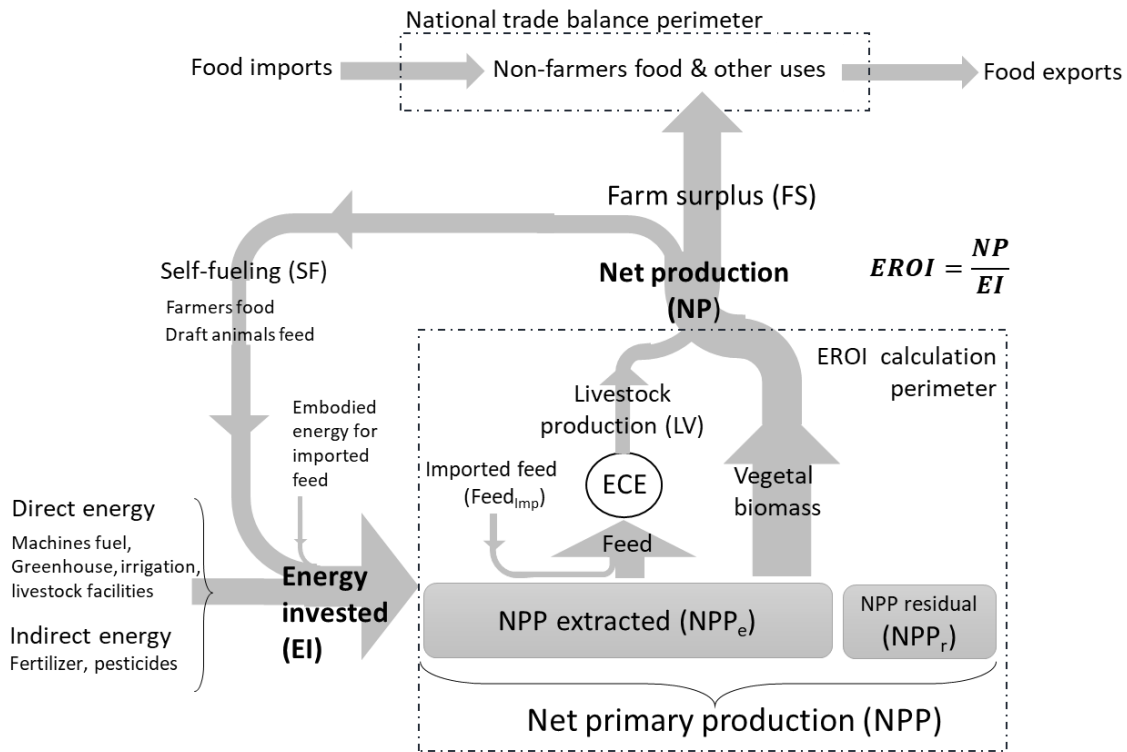 National trade balance perimeter
Food imports
Non-farmers food & other uses
Food exports
Farm surplus (FS)
Self-fueling (SF)
Farmers food
Draft animals feed
Net production
(NP)
EROI = NP
EI
EROI calculation
perimeter
Embodied
energy for
imported
feed
Livestock
production (LV)
Imported feed
(Feed_Imp)
ECE
Vegetal
biomass
Feed
Direct energy
Machines fuel,
Greenhouse, irrigation,
livestock facilities
Indirect energy
Fertilizer, pesticides
Energy
invested
(EI)
NPP extracted (NPP_e)
NPP residual
(NPP_r)
Net primary production (NPP)